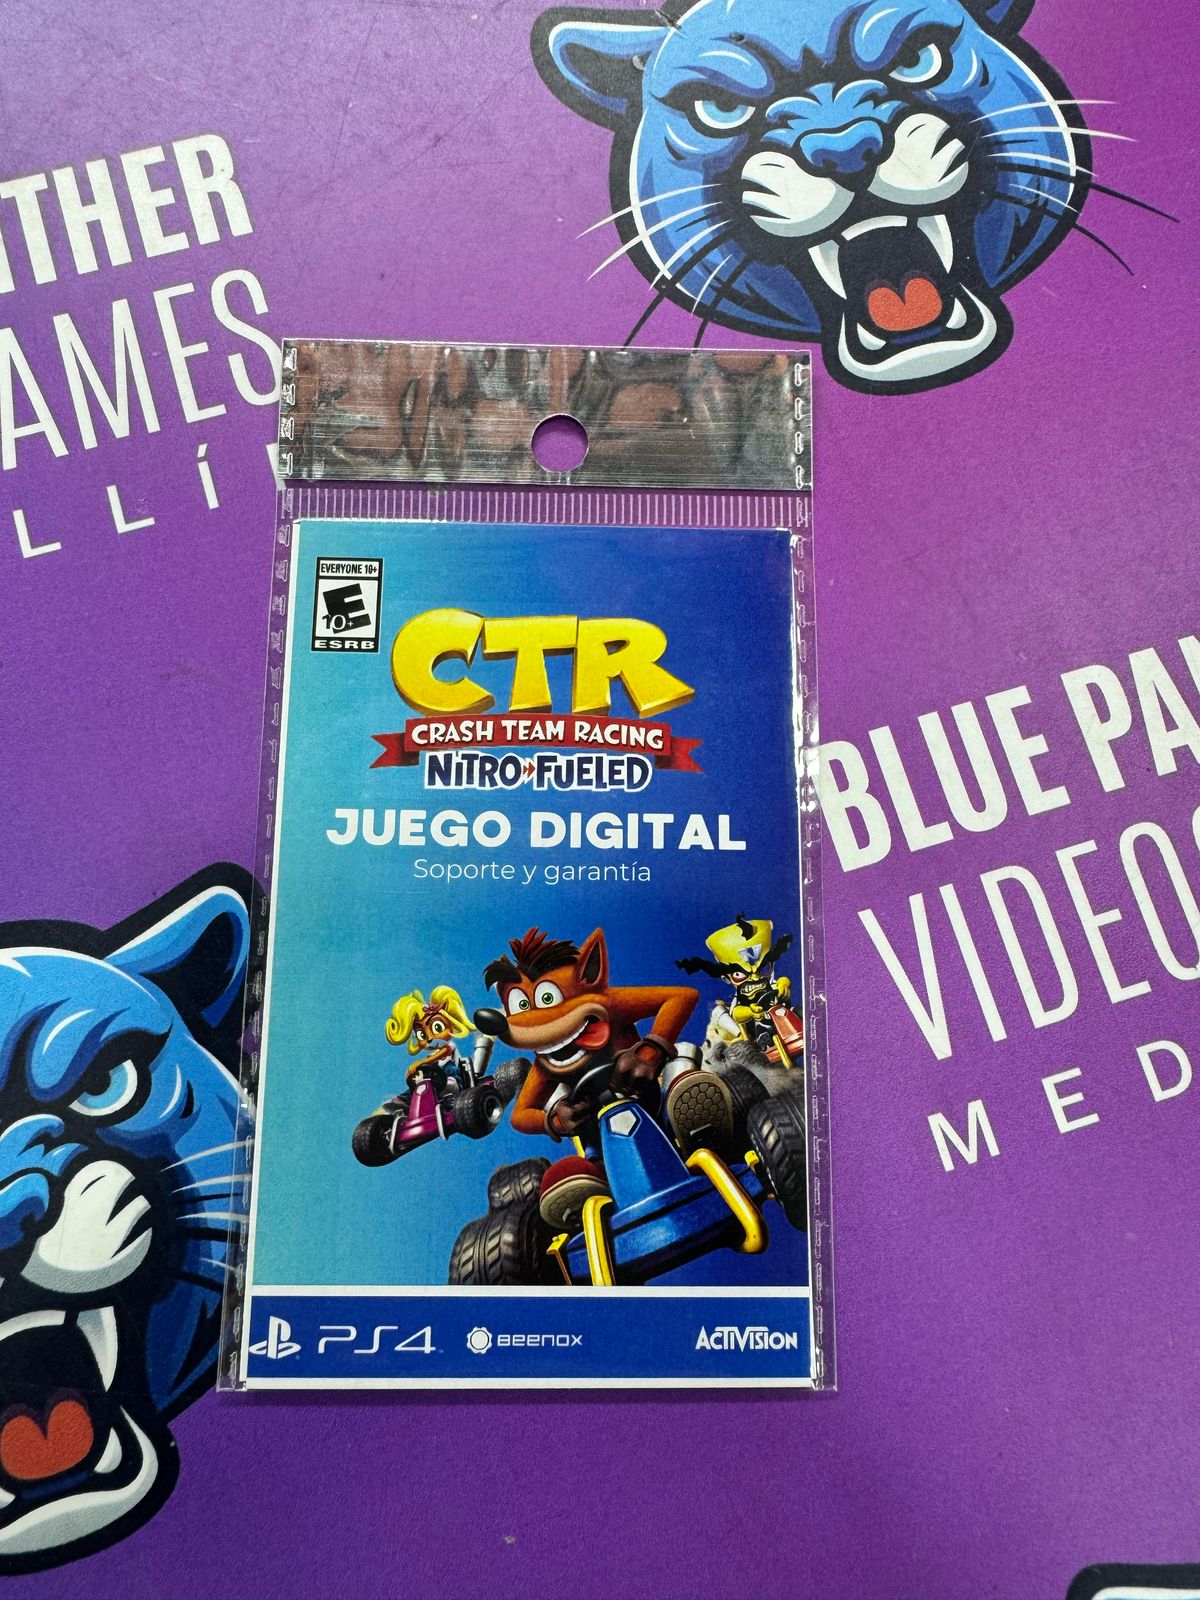 THER
AMES
LLÍ
EVERYONE 10+
E
10+
ESRB
CTR
CRASH TEAM RACING
NITRO FUELED
JUEGO DIGITAL
Soporte y garantía
PS4
BEENOX
ACTIVISION
BLUE PA
VIDEO
MED